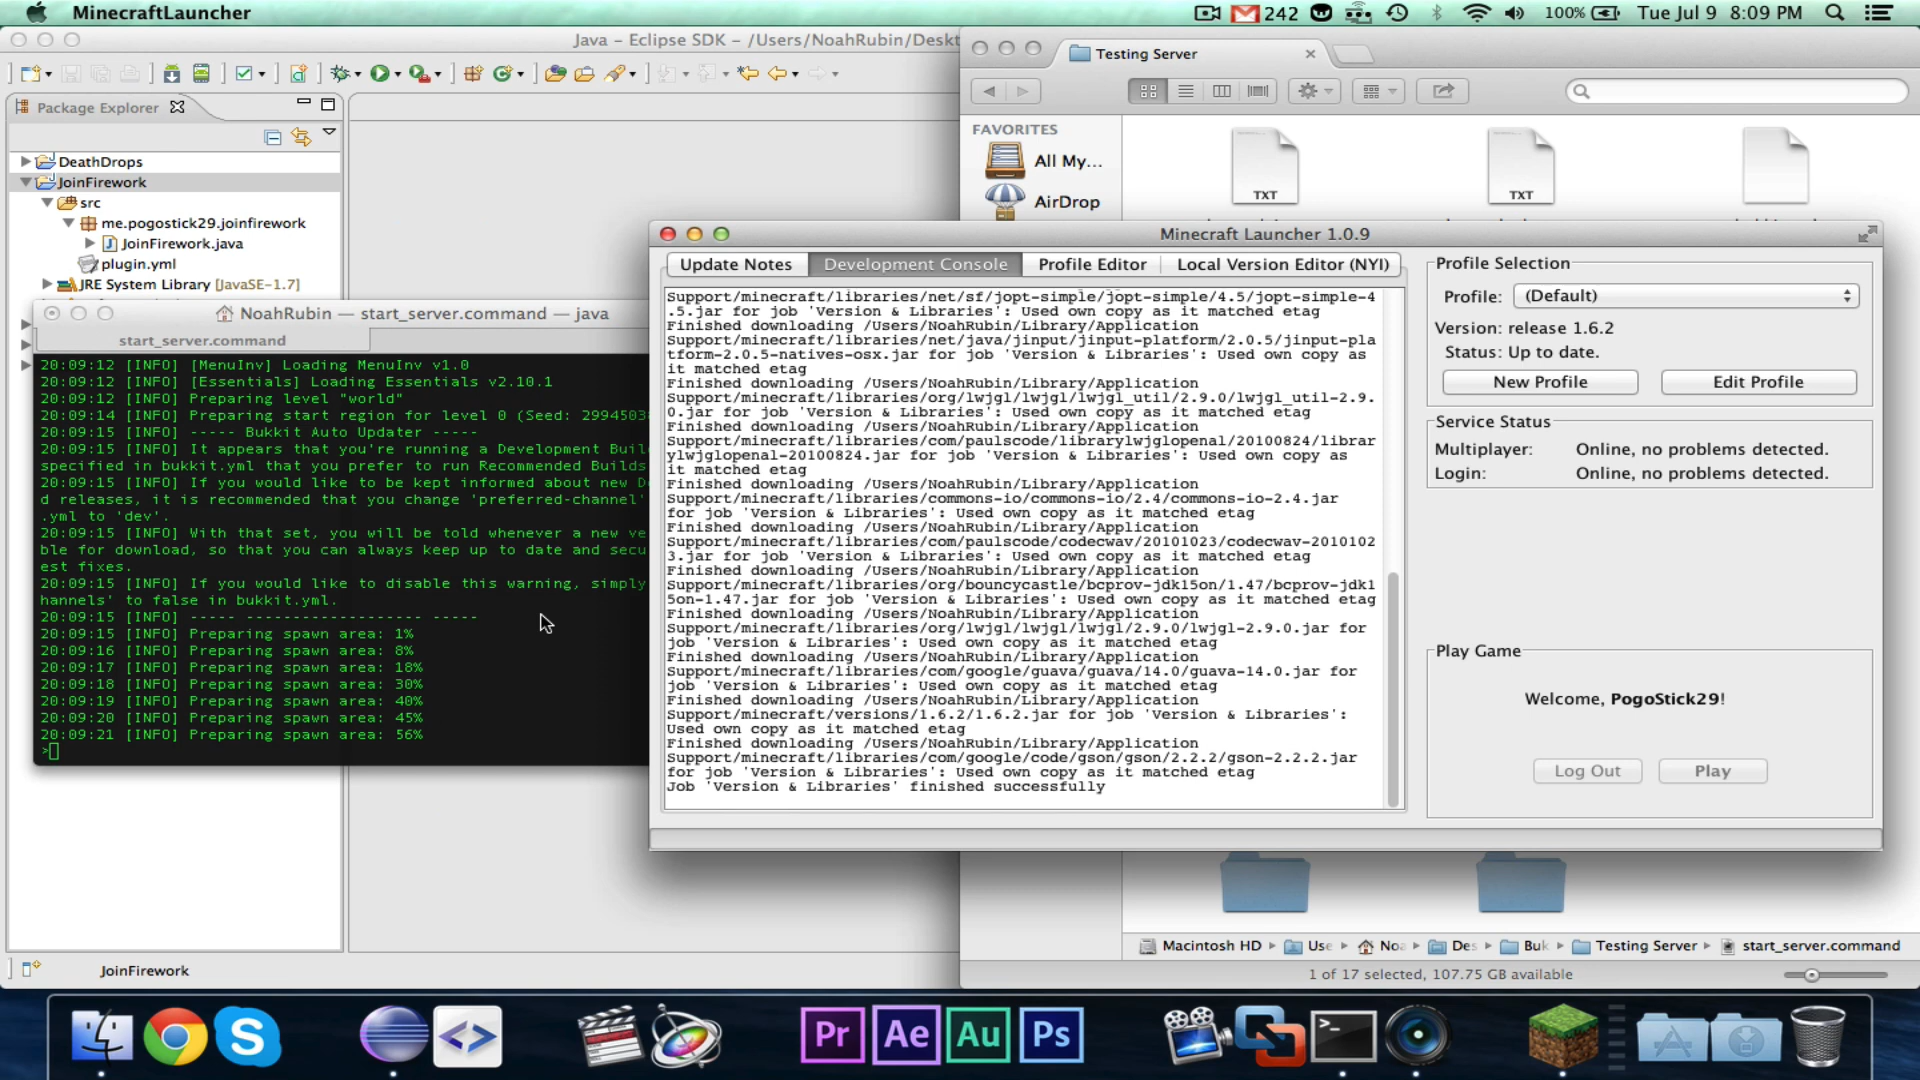 MinecraftLauncher
242
100%
Tue Jul 9 8:09 PM
Java – Eclipse SDK – /Users/NoahRubin/Deskt
Package Explorer
DeathDrops
JoinFirework
src
me.pogostick29.joinfirework
JoinFirework.java
plugin.yml
JRE System Library [JavaSE-1.7]
NoahRubin — start_server.command — java
start_server.command
20:09:12 [INFO] [MenuInv] Loading MenuInv v1.0
20:09:12 [INFO] [Essentials] Loading Essentials v2.10.1
20:09:12 [INFO] Preparing level "world"
20:09:14 [INFO] Preparing start region for level 0 (Seed: 2994503
20:09:15 [INFO] ----- Bukkit Auto Updater -----
20:09:15 [INFO] It appears that you're running a Development Buil
specified in bukkit.yml that you prefer to run Recommended Builds
20:09:15 [INFO] If you would like to be kept informed about new D
d releases, it is recommended that you change 'preferred-channel'
.yml to 'dev'.
20:09:15 [INFO] With that set, you will be told whenever a new ve
ble for download, so that you can always keep up to date and secu
est fixes.
20:09:15 [INFO] If you would like to disable this warning, simply
hannels' to false in bukkit.yml.
20:09:15 [INFO] ----- ------------------- -----
20:09:15 [INFO] Preparing spawn area: 1%
20:09:16 [INFO] Preparing spawn area: 8%
20:09:17 [INFO] Preparing spawn area: 18%
20:09:18 [INFO] Preparing spawn area: 30%
20:09:19 [INFO] Preparing spawn area: 40%
20:09:20 [INFO] Preparing spawn area: 45%
20:09:21 [INFO] Preparing spawn area: 56%
>
JoinFirework
Testing Server
FAVORITES
All My...
AirDrop
TXT
TXT
Minecraft Launcher 1.0.9
Update Notes
Development Console
Profile Editor
Local Version Editor (NYI)
Support/minecraft/libraries/net/sf/jopt-simple/jopt-simple/4.5/jopt-simple-4
.5.jar for job 'Version & Libraries': Used own copy as it matched etag
Finished downloading /Users/NoahRubin/Library/Application
Support/minecraft/libraries/net/java/jinput/jinput-platform/2.0.5/jinput-pla
tform-2.0.5-natives-osx.jar for job 'Version & Libraries': Used own copy as
it matched etag
Finished downloading /Users/NoahRubin/Library/Application
Support/minecraft/libraries/org/lwjgl/lwjgl/lwjgl_util/2.9.0/lwjgl_util-2.9.
0.jar for job 'Version & Libraries': Used own copy as it matched etag
Finished downloading /Users/NoahRubin/Library/Application
Support/minecraft/libraries/com/paulscode/librarylwjglopenal/20100824/librar
ylwjglopenal-20100824.jar for job 'Version & Libraries': Used own copy as
it matched etag
Finished downloading /Users/NoahRubin/Library/Application
Support/minecraft/libraries/commons-io/commons-io/2.4/commons-io-2.4.jar
for job 'Version & Libraries': Used own copy as it matched etag
Finished downloading /Users/NoahRubin/Library/Application
Support/minecraft/libraries/com/paulscode/codecwav/20101023/codecwav-2010102
3.jar for job 'Version & Libraries': Used own copy as it matched etag
Finished downloading /Users/NoahRubin/Library/Application
Support/minecraft/libraries/org/bouncycastle/bcprov-jdk15on/1.47/bcprov-jdk1
5on-1.47.jar for job 'Version & Libraries': Used own copy as it matched etag
Finished downloading /Users/NoahRubin/Library/Application
Support/minecraft/libraries/org/lwjgl/lwjgl/lwjgl/2.9.0/lwjgl-2.9.0.jar for
job 'Version & Libraries': Used own copy as it matched etag
Finished downloading /Users/NoahRubin/Library/Application
Support/minecraft/libraries/com/google/guava/guava/14.0/guava-14.0.jar for
job 'Version & Libraries': Used own copy as it matched etag
Finished downloading /Users/NoahRubin/Library/Application
Support/minecraft/versions/1.6.2/1.6.2.jar for job 'Version & Libraries':
Used own copy as it matched etag
Finished downloading /Users/NoahRubin/Library/Application
Support/minecraft/libraries/com/google/code/gson/gson/2.2.2/gson-2.2.2.jar
for job 'Version & Libraries': Used own copy as it matched etag
Job 'Version & Libraries' finished successfully
Profile Selection
Profile: (Default)
Version: release 1.6.2
Status: Up to date.
New Profile
Edit Profile
Service Status
Multiplayer: Online, no problems detected.
Login: Online, no problems detected.
Play Game
Welcome, PogoStick29!
Log Out
Play
Macintosh HD
Use
Noa
Des
Buk
Testing Server
start_server.command
1 of 17 selected, 107.75 GB available
Pr
Ae
Au
Ps